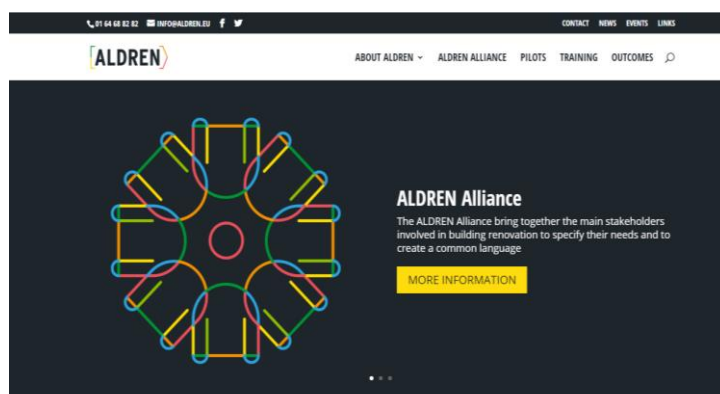 01 64 68 82 82 INFO@ALDREN.EU
CONTACT NEWS EVENTS LINKS
[ALDREN⟩
ABOUT ALDREN ALDREN ALLIANCE PILOTS TRAINING OUTCOMES
ALDREN Alliance
The ALDREN Alliance bring together the main stakeholders
involved in building renovation to specify their needs and to
create a common language
MORE INFORMATION